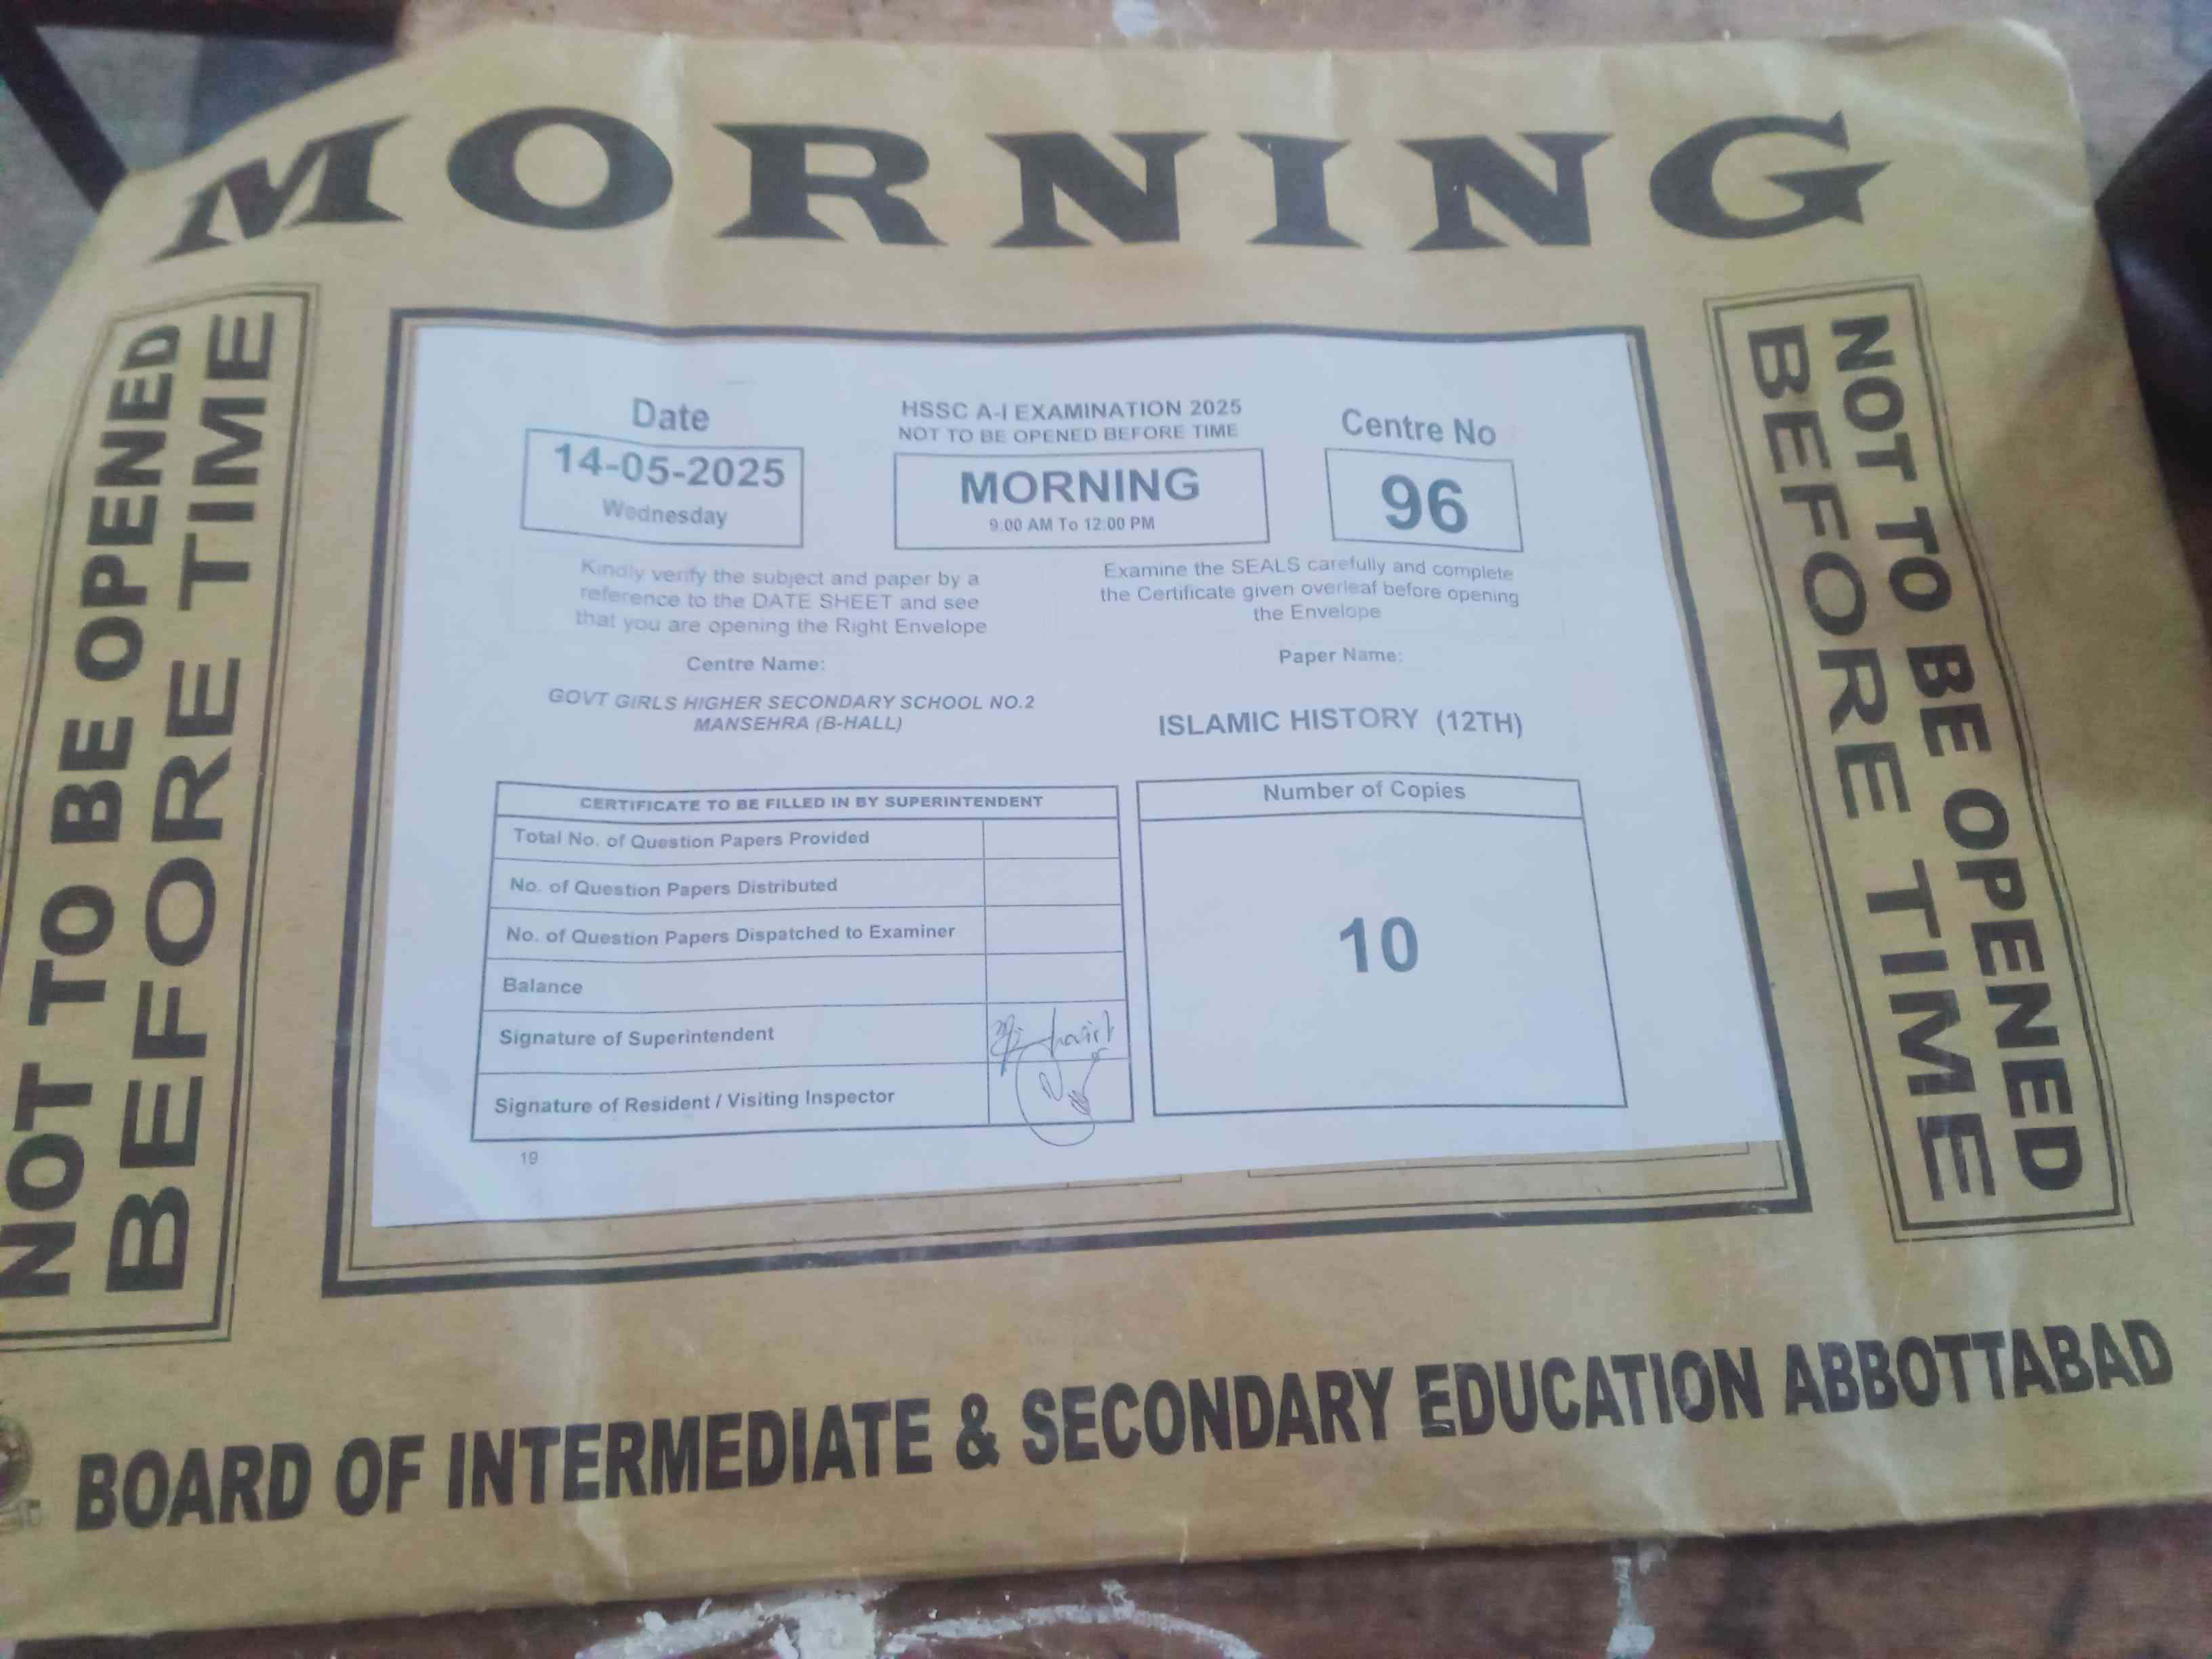 MORNING
NOT TO BE OPENED
BEFORE TIME
Date
14-05-2025
Wednesday
HSSC A-I EXAMINATION 2025
NOT TO BE OPENED BEFORE TIME
MORNING
9:00 AM To 12:00 PM
Centre No
96
Kindly verify the subject and paper by a
reference to the DATE SHEET and see
that you are opening the Right Envelope
Examine the SEALS carefully and complete
the Certificate given overleaf before opening
the Envelope
Centre Name:
GOVT GIRLS HIGHER SECONDARY SCHOOL NO.2
MANSEHRA (B-HALL)
Paper Name:
ISLAMIC HISTORY (12TH)
CERTIFICATE TO BE FILLED IN BY SUPERINTENDENT
Total No. of Question Papers Provided
No. of Question Papers Distributed
No. of Question Papers Dispatched to Examiner
Balance
Signature of Superintendent
Signature of Resident / Visiting Inspector
19
Number of Copies
10
NOT TO BE OPENED
BEFORE TIME
BOARD OF INTERMEDIATE & SECONDARY EDUCATION ABBOTTABAD